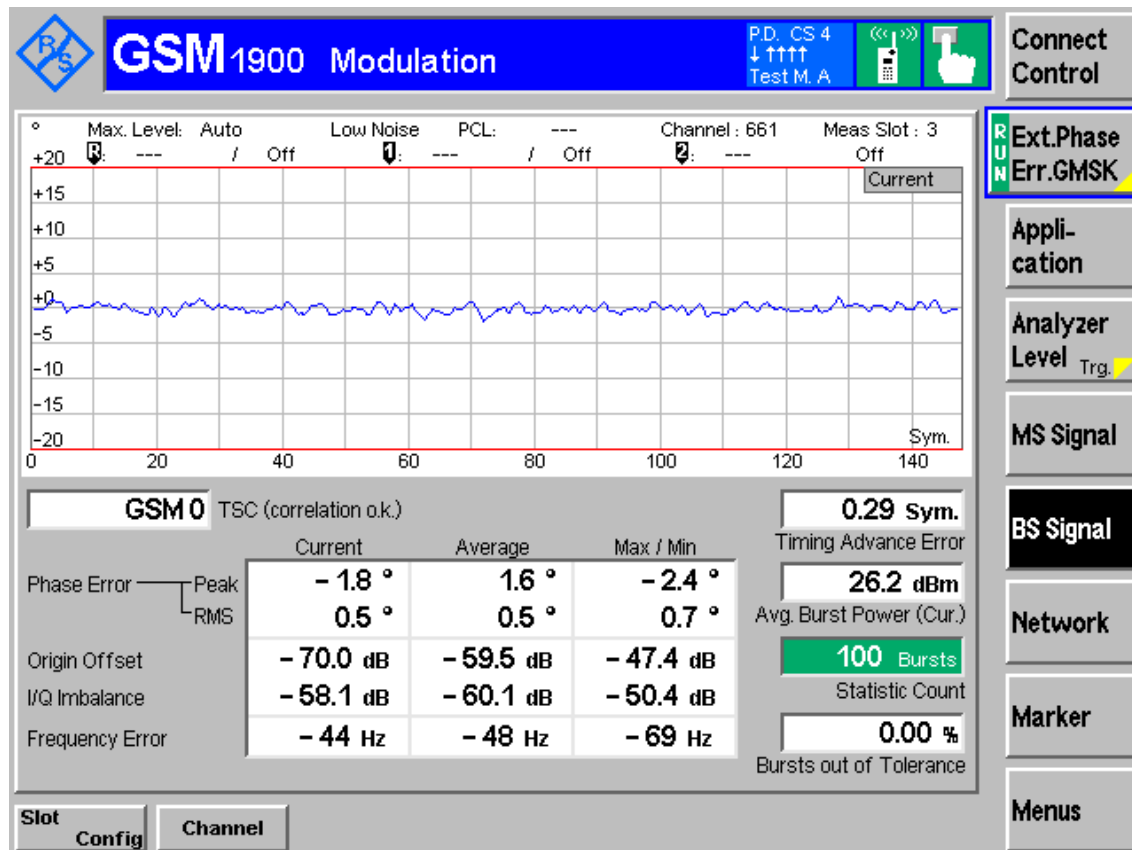 R&S GSM 1900 Modulation
P.D. CS 4
↓ ↑↑↑↑
Test M. A
Connect
Control
° Max. Level: Auto Low Noise PCL: --- Channel : 661 Meas Slot : 3
R: --- / Off 1: --- / Off 2: --- Off
Current
+20
+15
+10
+5
+0
-5
-10
-15
-20
Sym.
0 20 40 60 80 100 120 140
GSM 0 TSC (correlation o.k.)
Current Average Max / Min
Phase Error Peak - 1.8 ° 1.6 ° - 2.4 °
RMS 0.5 ° 0.5 ° 0.7 °
Origin Offset - 70.0 dB - 59.5 dB - 47.4 dB
I/Q Imbalance - 58.1 dB - 60.1 dB - 50.4 dB
Frequency Error - 44 Hz - 48 Hz - 69 Hz
0.29 Sym.
Timing Advance Error
26.2 dBm
Avg. Burst Power (Cur.)
100 Bursts
Statistic Count
0.00 %
Bursts out of Tolerance
RUN
Ext.Phase
Err.GMSK
Appli-
cation
Analyzer
Level Trg.
MS Signal
BS Signal
Network
Marker
Menus
Slot
Config
Channel